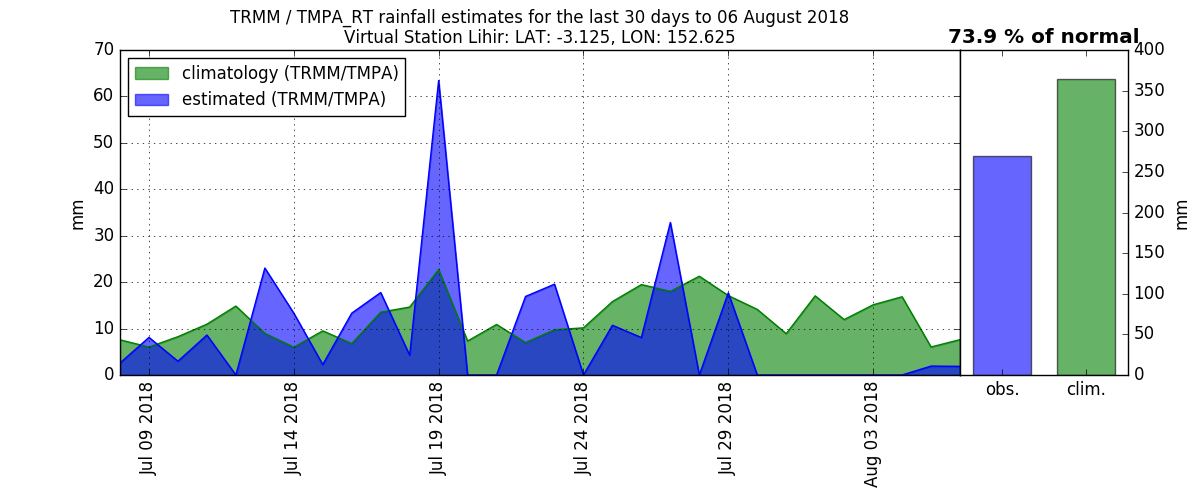 TRMM / TMPA_RT rainfall estimates for the last 30 days to 06 August 2018
Virtual Station Lihir: LAT: -3.125, LON: 152.625
73.9 % of normal
climatology (TRMM/TMPA)
estimated (TRMM/TMPA)
70
60
50
40
30
20
10
0
mm
Jul 09 2018
Jul 14 2018
Jul 19 2018
Jul 24 2018
Jul 29 2018
Aug 03 2018
obs.
clim.
400
350
300
250
200
150
100
50
0
mm